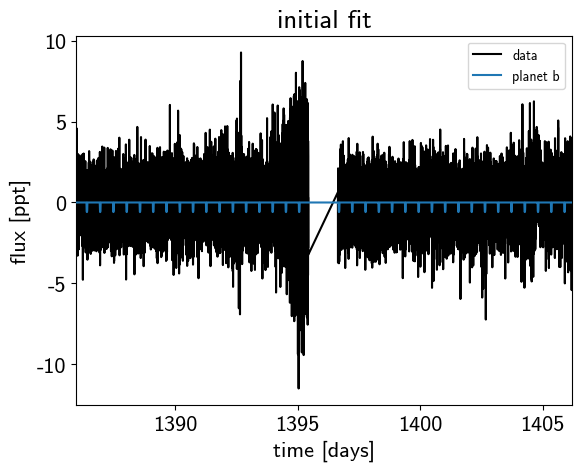 initial fit
data
planet b
10
5
0
-5
-10
flux [ppt]
1390
1395
1400
1405
time [days]